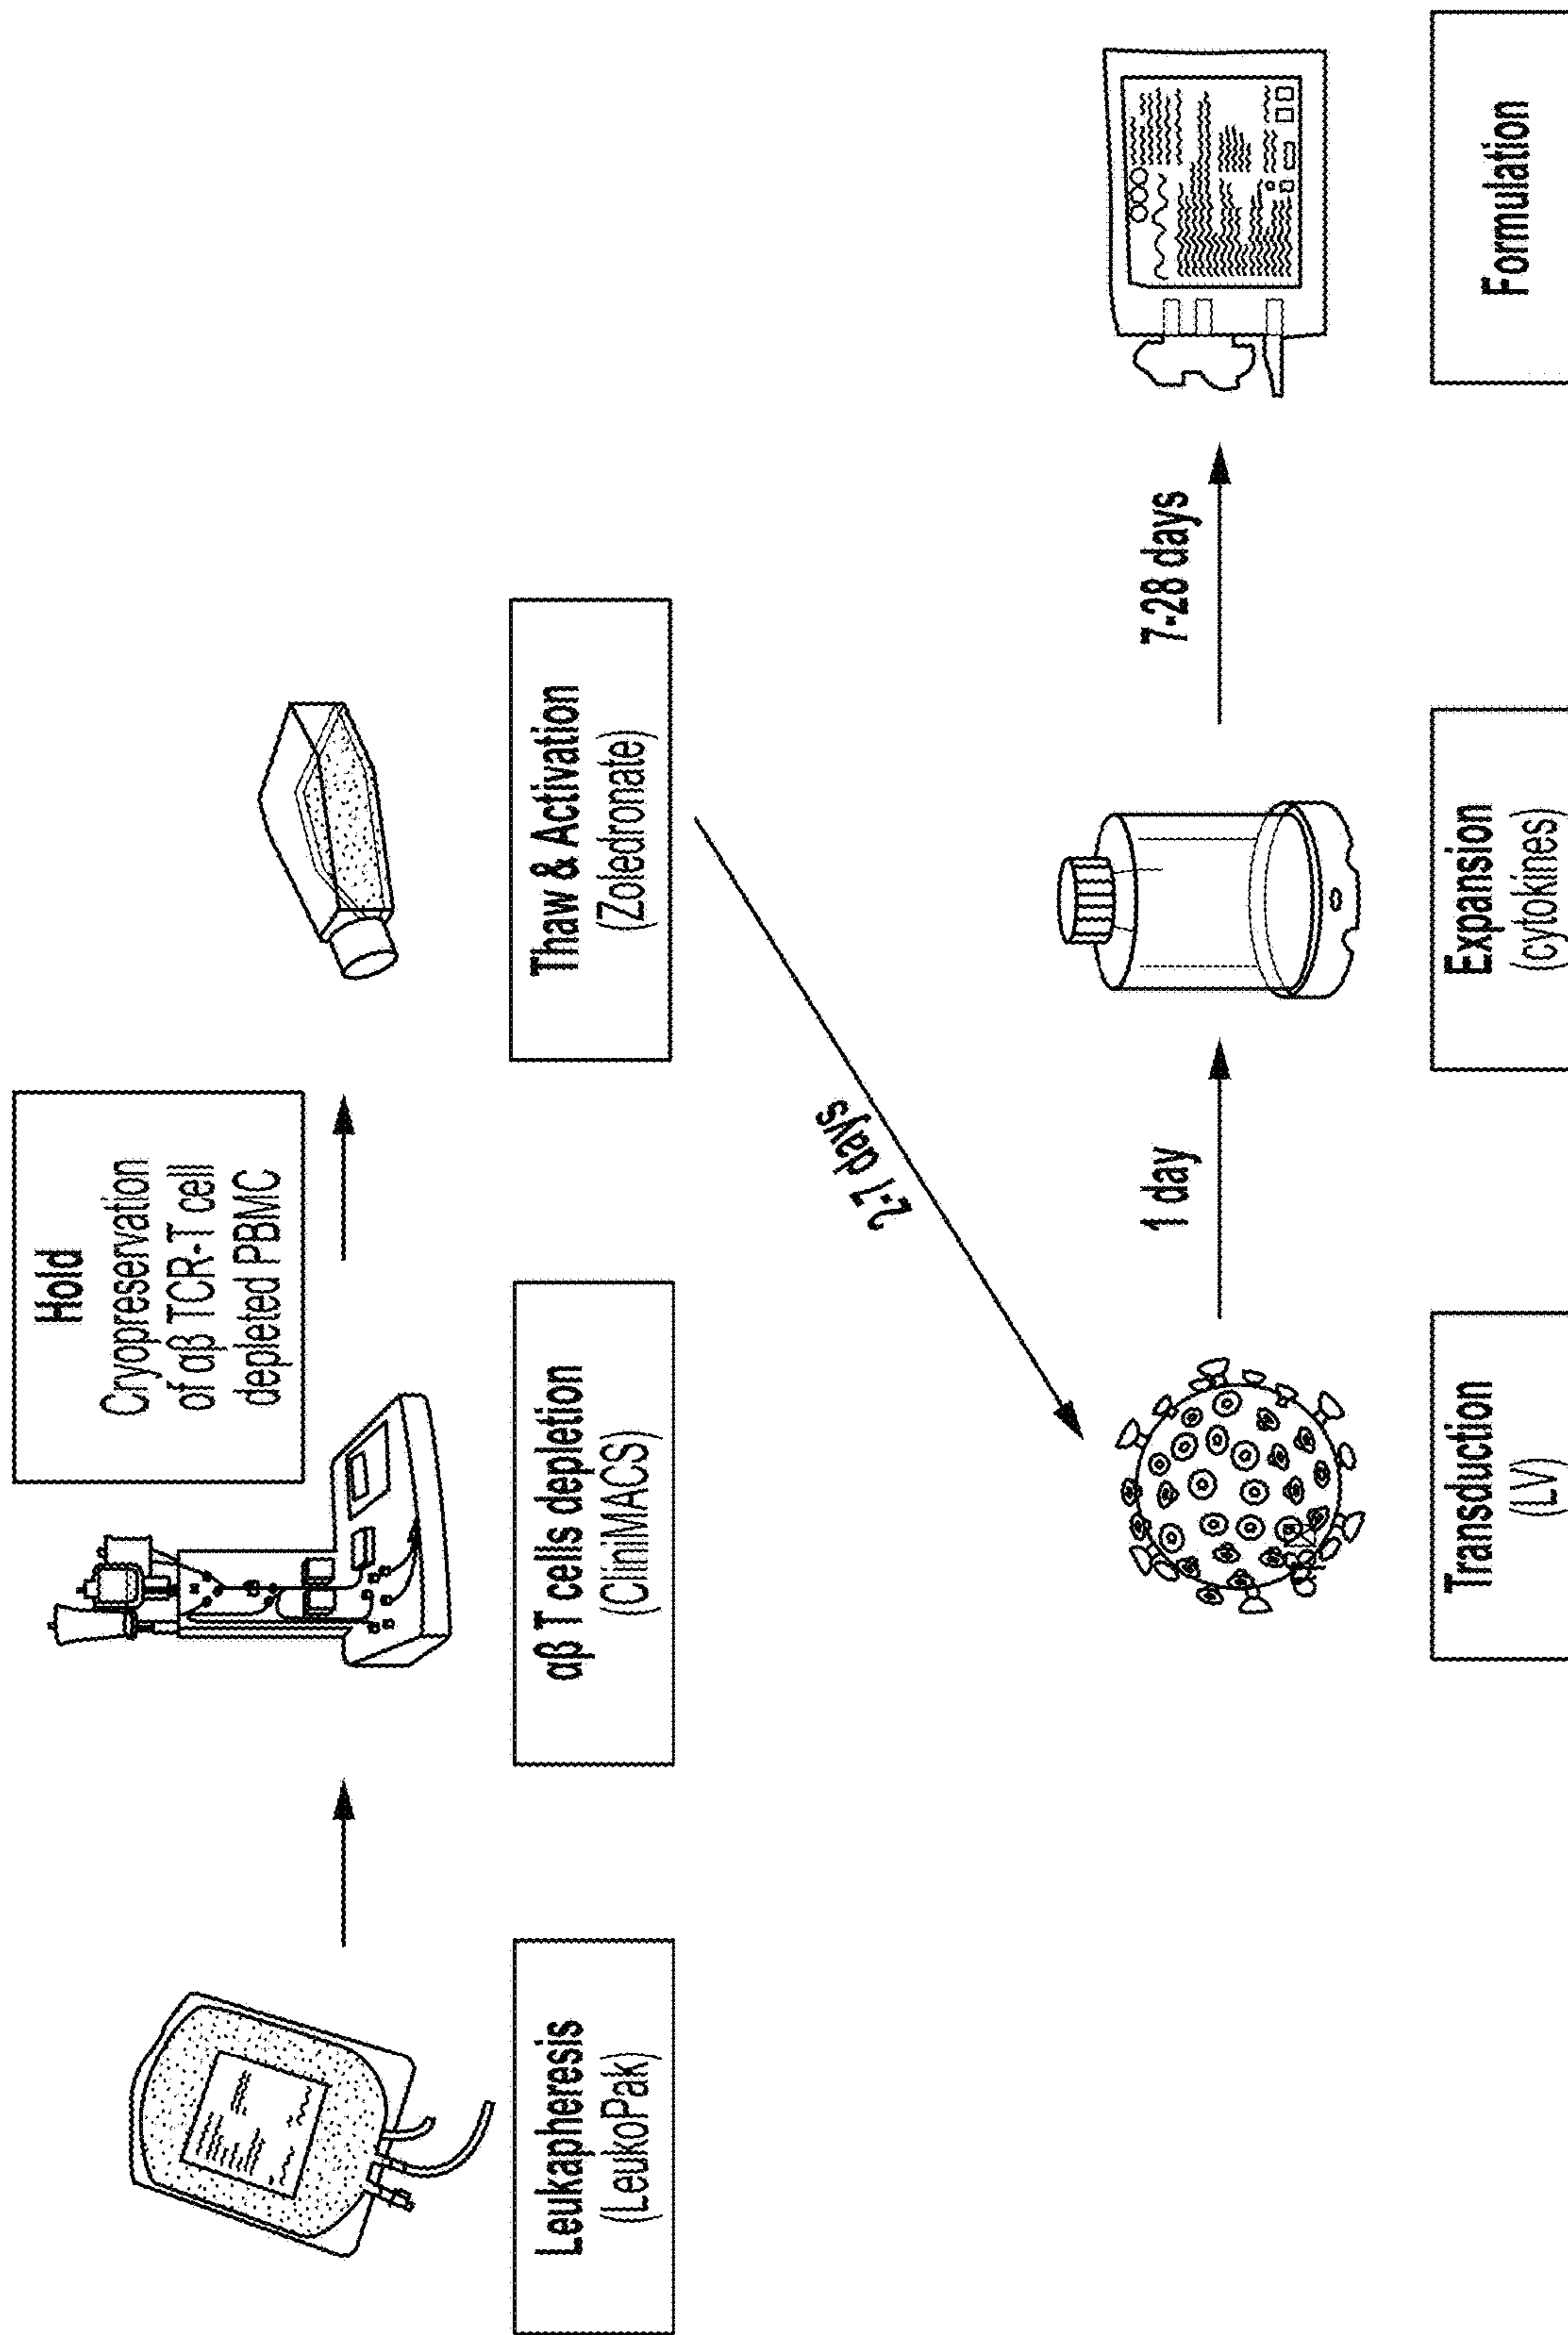 Leukapheresis
(LeukoPak)
αβ T cells depletion
(CliniMACS)
Hold
Cryopreservation
of αβ TCR-T cell
depleted PBMC
Thaw & Activation
(Zoledronate)
2-7 days
Transduction
(LV)
1 day
Expansion
(cytokines)
7-28 days
Formulation